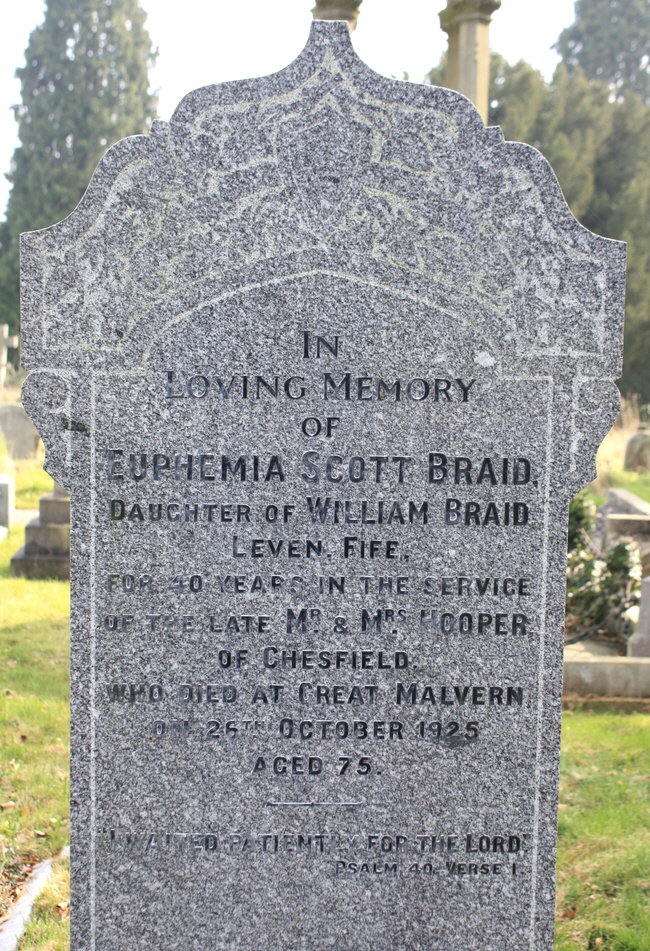 IN
LOVING MEMORY
OF
EUPHEMIA SCOTT BRAID,
DAUGHTER OF WILLIAM BRAID
LEVEN, FIFE,
FOR 40 YEARS IN THE SERVICE
OF THE LATE MR & MRS HOOPER
OF CHESFIELD,
WHO DIED AT GREAT MALVERN
ON 26TH OCTOBER 1925
AGED 75.
"I WAITED PATIENTLY FOR THE LORD"
PSALM 40. VERSE 1.